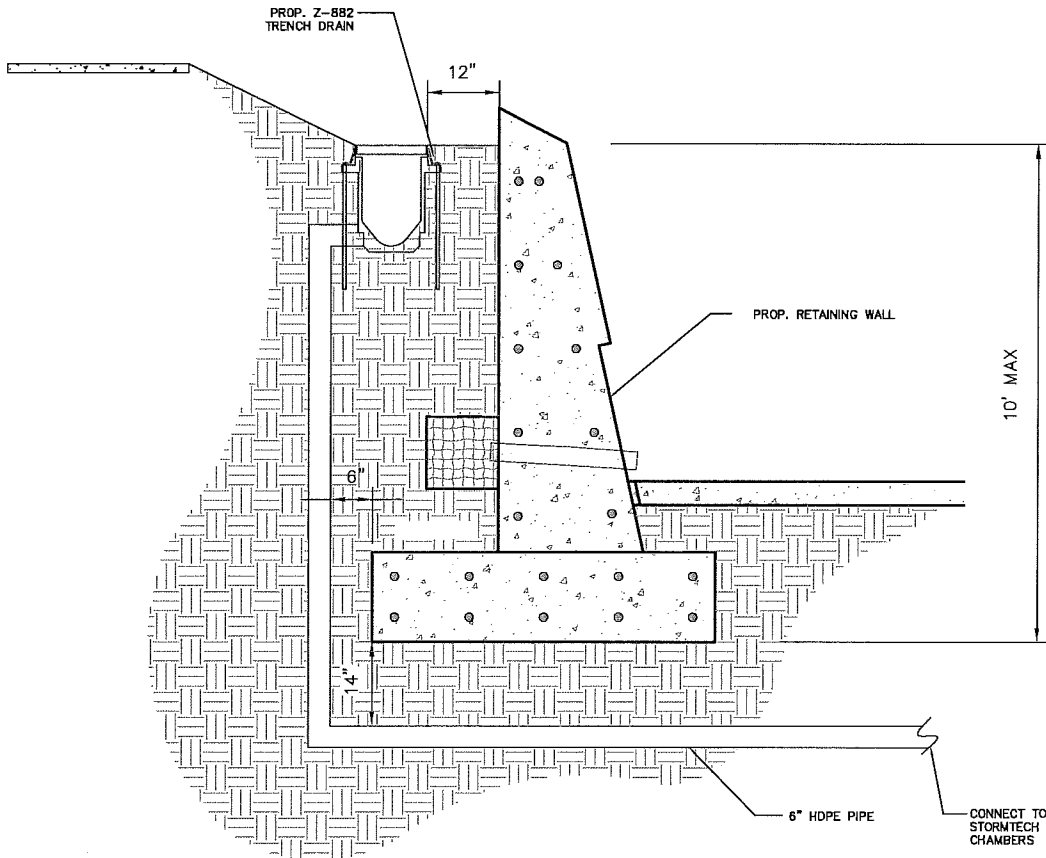 PROP. Z-882
TRENCH DRAIN
12"
PROP. RETAINING WALL
10' MAX
6"
14"
6" HDPE PIPE
CONNECT TO
STORMTECH
CHAMBERS